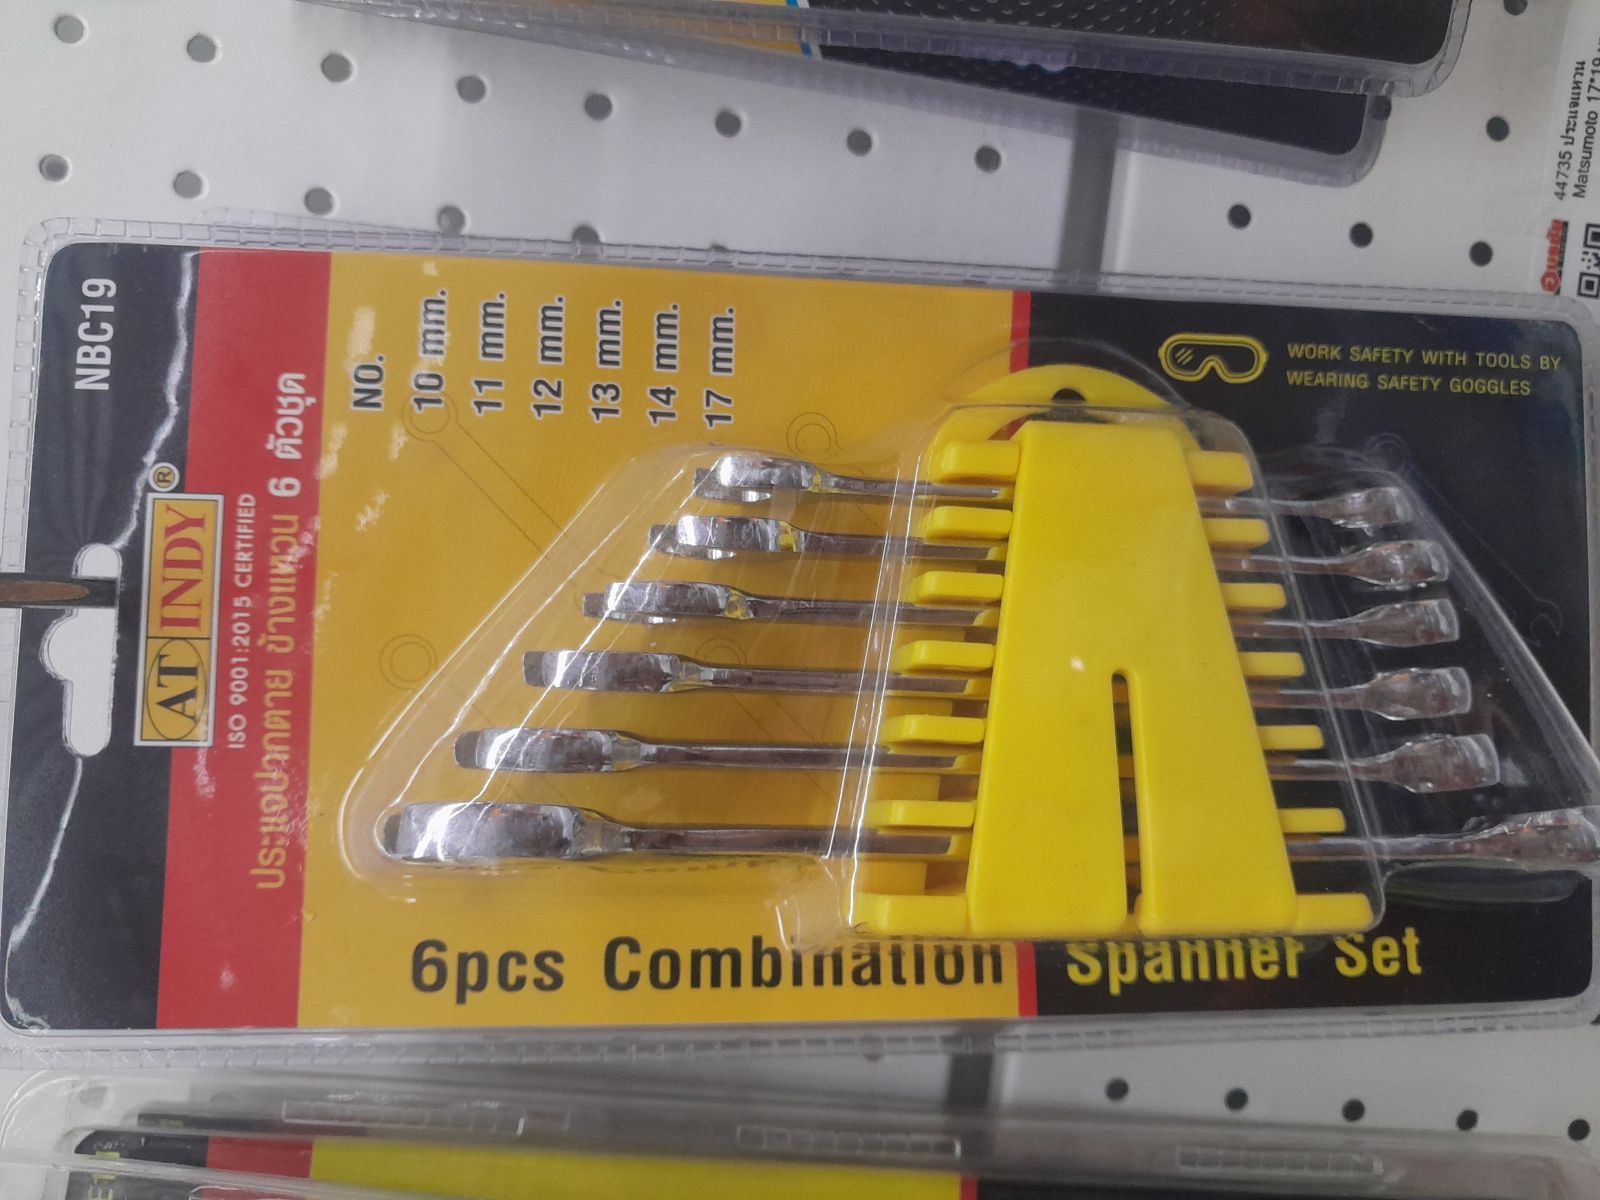 NBC19
AT INDY®
ISO 9001:2015 CERTIFIED
ประแจปากตาย ข้างแหวน 6 ตัวชุด
NO.
10 mm.
11 mm.
12 mm.
13 mm.
14 mm.
17 mm.
WORK SAFETY WITH TOOLS BY
WEARING SAFETY GOGGLES
6pcs Combination Spanner Set
44735 ประแจแหวน
Matsumoto 17*19